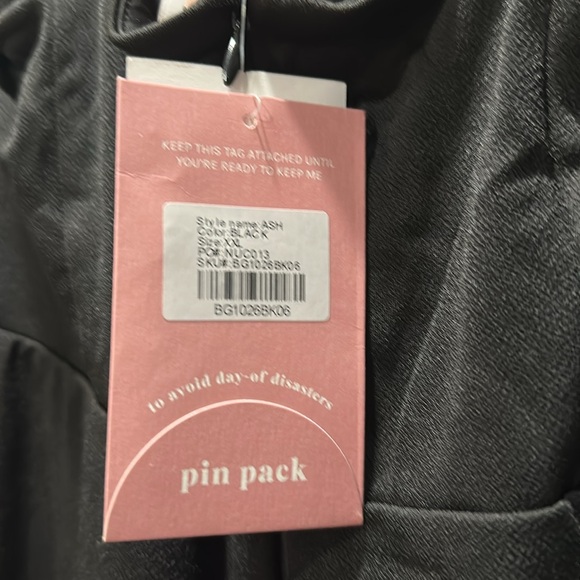 KEEP THIS TAG ATTACHED UNTIL
YOU'RE READY TO KEEP ME
Style name:ASH
Color:BLACK
Size:XXL
PO#:NUC013
SKU#:BG1026BK06
BG1026BK06
to avoid day-of disasters
pin pack